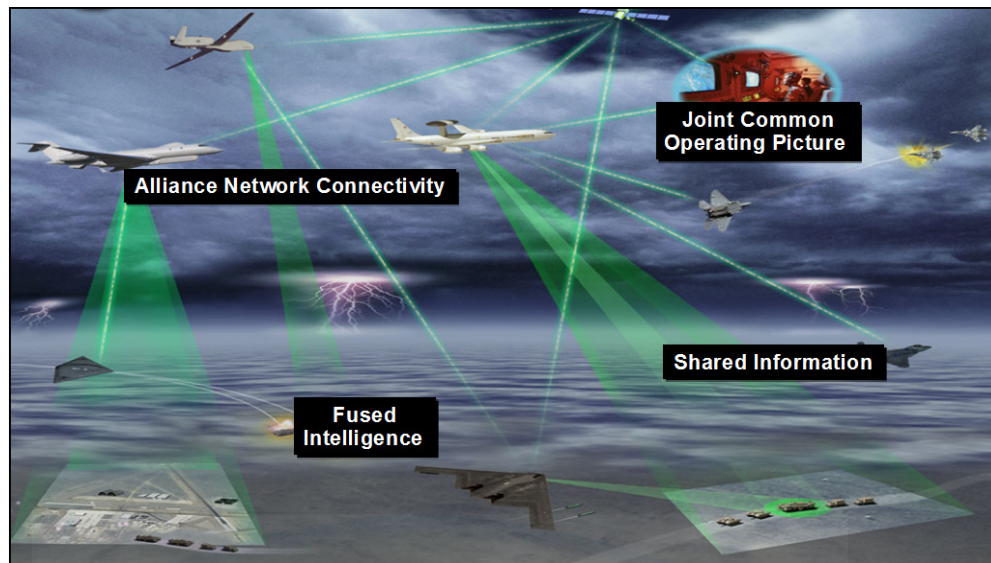 Joint Common
Operating Picture
Alliance Network Connectivity
Shared Information
Fused
Intelligence